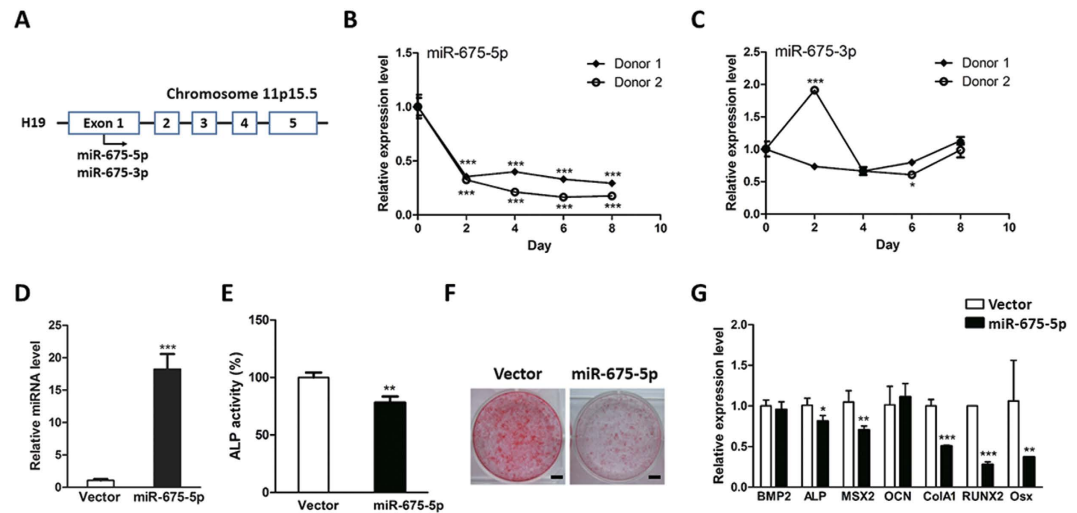 A
Chromosome 11p15.5
H19
Exon 1
2
3
4
5
miR-675-5p
miR-675-3p
B
miR-675-5p
Donor 1
Donor 2
Relative expression level
1.5
1.0
0.5
0.0
***
***
***
***
***
***
***
***
0
2
4
6
8
10
Day
C
miR-675-3p
Donor 1
Donor 2
Relative expression level
2.5
2.0
1.5
1.0
0.5
0.0
***
*
0
2
4
6
8
10
Day
D
Relative miRNA level
25
20
15
10
5
0
***
Vector
miR-675-5p
E
ALP activity (%)
150
100
50
0
**
Vector
miR-675-5p
F
Vector
miR-675-5p
G
Vector
miR-675-5p
Relative expression level
2.0
1.5
1.0
0.5
0.0
*
**
***
***
**
BMP2
ALP
MSX2
OCN
ColA1
RUNX2
Osx